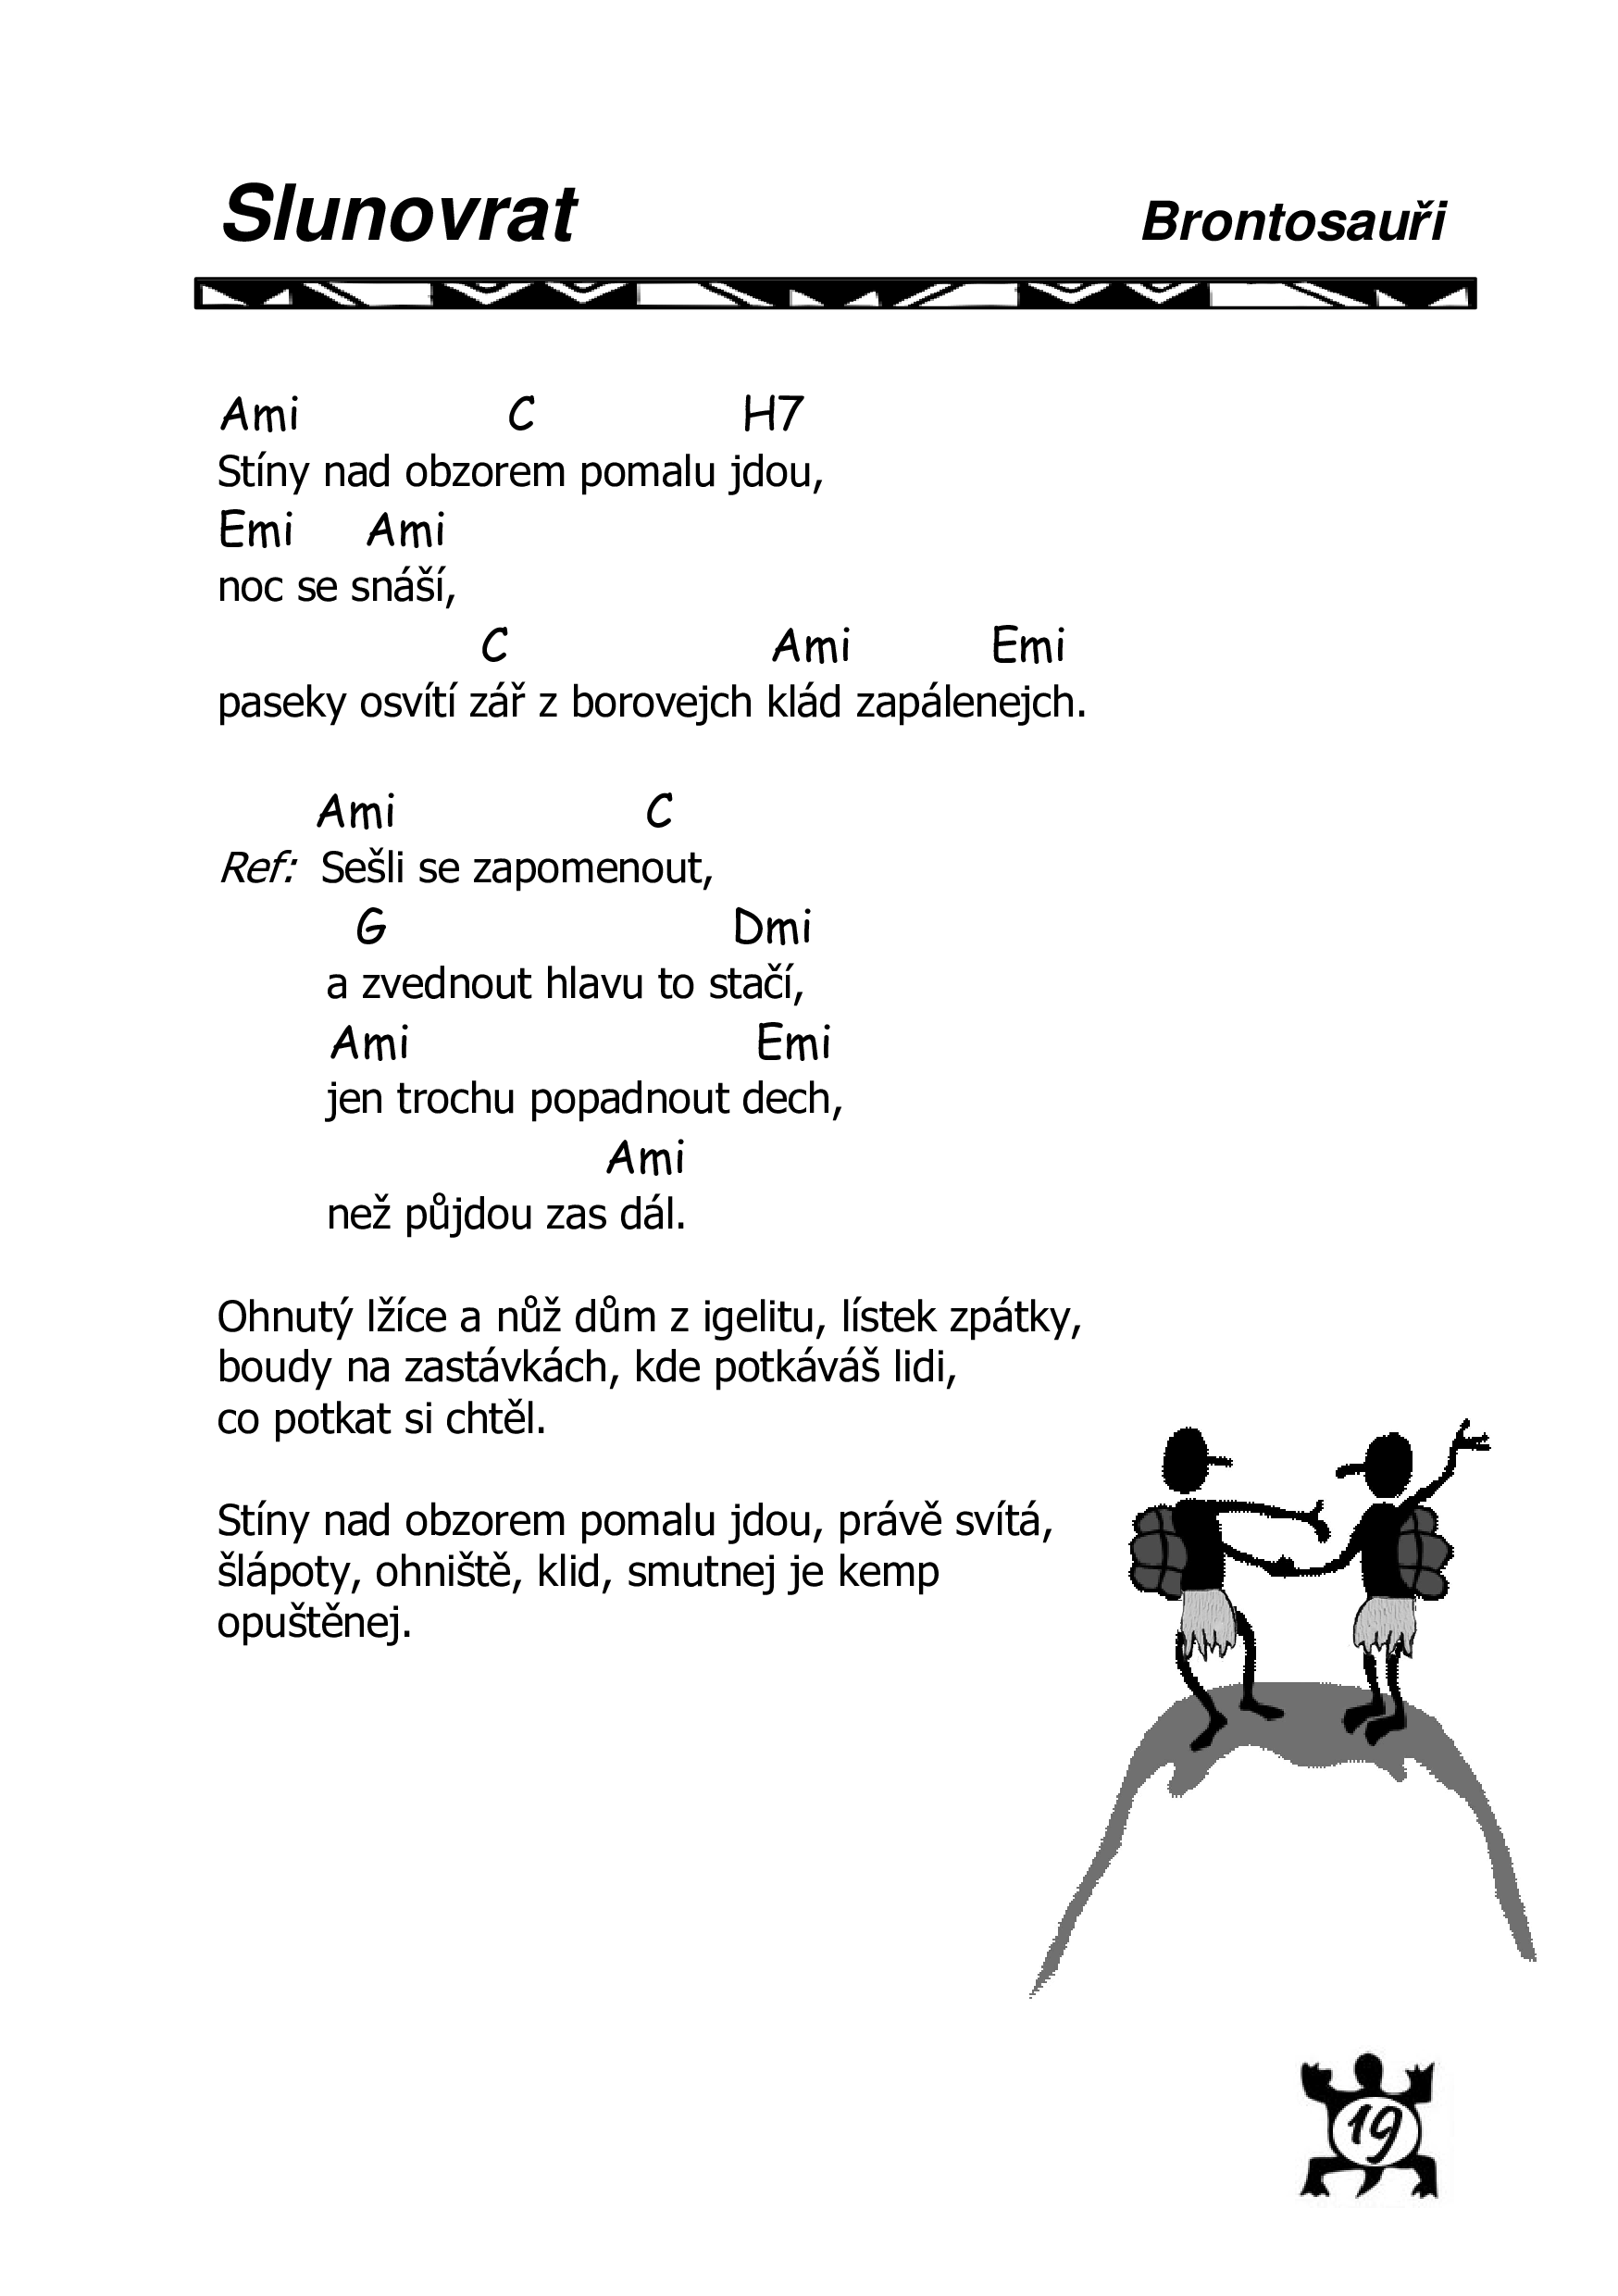 Slunovrat Brontosauři
Ami C H7
Stíny nad obzorem pomalu jdou,
Emi Ami
noc se snáší,
C Ami Emi
paseky osvítí zář z borovejch klád zapálenejch.
Ami C
Ref: Sešli se zapomenout,
G Dmi
a zvednout hlavu to stačí,
Ami Emi
jen trochu popadnout dech,
Ami
než půjdou zas dál.
Ohnutý lžíce a nůž dům z igelitu, lístek zpátky,
boudy na zastávkách, kde potkáváš lidi,
co potkat si chtěl.
Stíny nad obzorem pomalu jdou, právě svítá,
šlápoty, ohniště, klid, smutnej je kemp
opuštěnej.
19